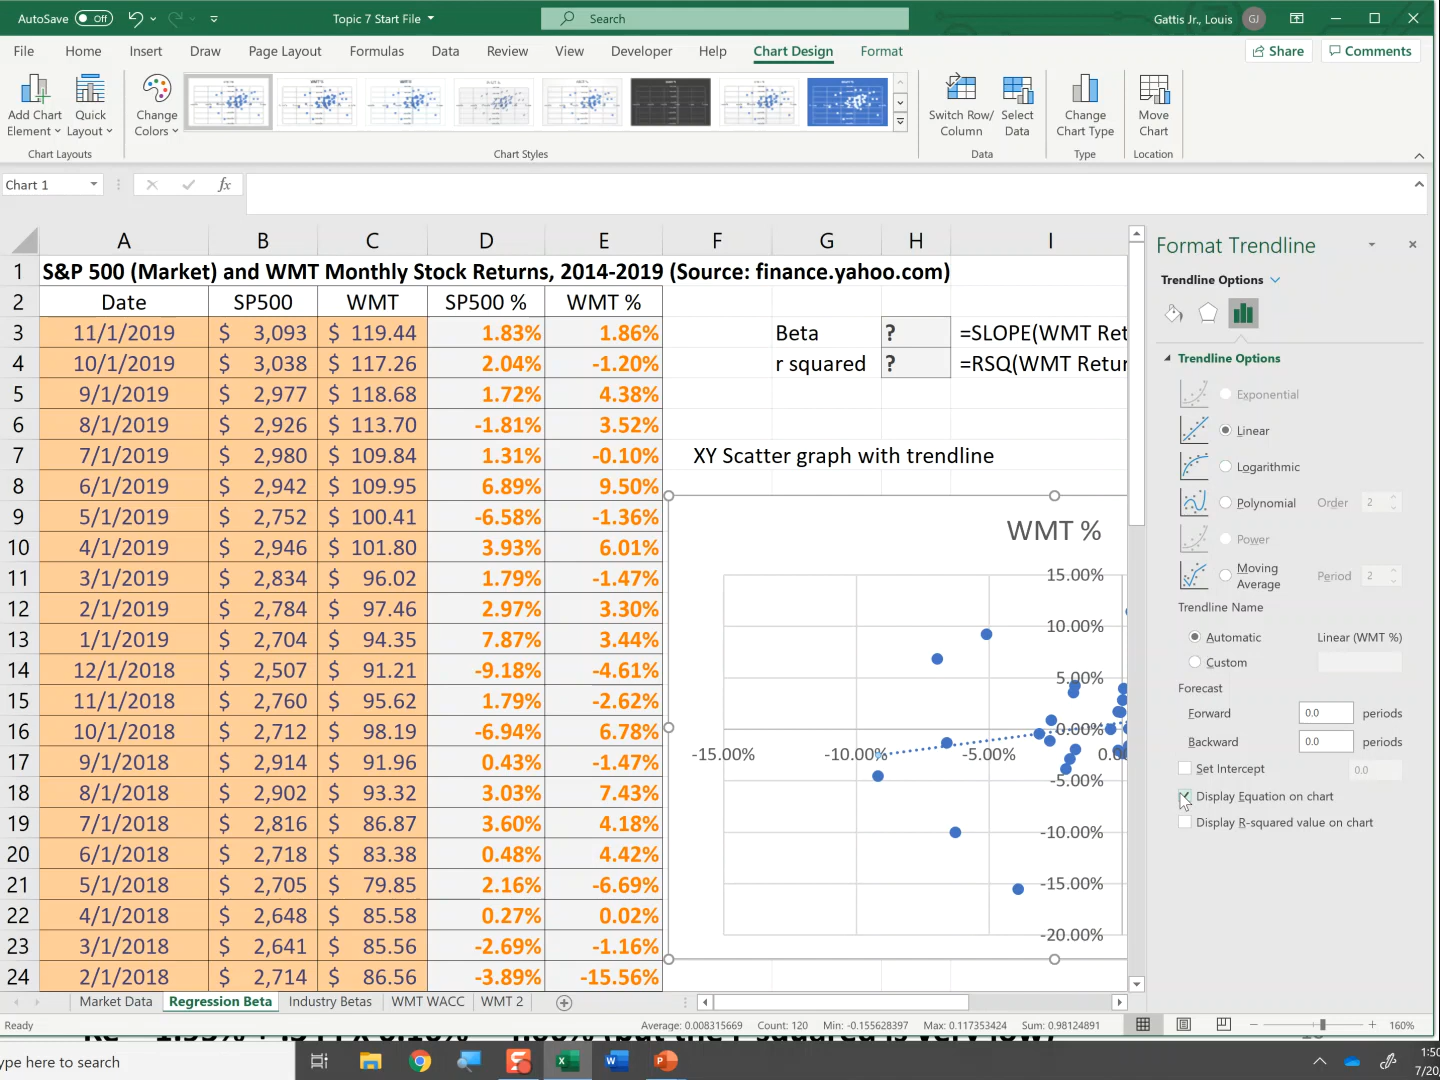 AutoSave Off Topic 7 Start File Search Gattis Jr., Louis GJ
File Home Insert Draw Page Layout Formulas Data Review View Developer Help Chart Design Format Share Comments
Add Chart Element Quick Layout Change Colors Switch Row/ Column Select Data Change Chart Type Move Chart
Chart Layouts Chart Styles Data Type Location
Chart 1 fx
A B C D E F G H I
1 S&P 500 (Market) and WMT Monthly Stock Returns, 2014-2019 (Source: finance.yahoo.com)
2 Date SP500 WMT SP500 % WMT %
3 11/1/2019 $ 3,093 $ 119.44 1.83% 1.86% Beta ? =SLOPE(WMT Ret
4 10/1/2019 $ 3,038 $ 117.26 2.04% -1.20% r squared ? =RSQ(WMT Retur
5 9/1/2019 $ 2,977 $ 118.68 1.72% 4.38%
6 8/1/2019 $ 2,926 $ 113.70 -1.81% 3.52%
7 7/1/2019 $ 2,980 $ 109.84 1.31% -0.10% XY Scatter graph with trendline
8 6/1/2019 $ 2,942 $ 109.95 6.89% 9.50%
9 5/1/2019 $ 2,752 $ 100.41 -6.58% -1.36%
10 4/1/2019 $ 2,946 $ 101.80 3.93% 6.01%
11 3/1/2019 $ 2,834 $ 96.02 1.79% -1.47%
12 2/1/2019 $ 2,784 $ 97.46 2.97% 3.30%
13 1/1/2019 $ 2,704 $ 94.35 7.87% 3.44%
14 12/1/2018 $ 2,507 $ 91.21 -9.18% -4.61%
15 11/1/2018 $ 2,760 $ 95.62 1.79% -2.62%
16 10/1/2018 $ 2,712 $ 98.19 -6.94% 6.78%
17 9/1/2018 $ 2,914 $ 91.96 0.43% -1.47%
18 8/1/2018 $ 2,902 $ 93.32 3.03% 7.43%
19 7/1/2018 $ 2,816 $ 86.87 3.60% 4.18%
20 6/1/2018 $ 2,718 $ 83.38 0.48% 4.42%
21 5/1/2018 $ 2,705 $ 79.85 2.16% -6.69%
22 4/1/2018 $ 2,648 $ 85.58 0.27% 0.02%
23 3/1/2018 $ 2,641 $ 85.56 -2.69% -1.16%
24 2/1/2018 $ 2,714 $ 86.56 -3.89% -15.56%
WMT %
15.00%
10.00%
5.00%
0.00%
-15.00% -10.00% -5.00% 0.0
-5.00%
-10.00%
-15.00%
-20.00%
Format Trendline
Trendline Options
Trendline Options
Exponential
Linear
Logarithmic
Polynomial Order 2
Power
Moving Average Period 2
Trendline Name
Automatic Linear (WMT %)
Custom
Forecast
Forward 0.0 periods
Backward 0.0 periods
Set Intercept 0.0
Display Equation on chart
Display R-squared value on chart
Market Data Regression Beta Industry Betas WMT WACC WMT 2
Ready Average: 0.008315669 Count: 120 Min: -0.155628397 Max: 0.117353424 Sum: 0.98124891 160%
ype here to search 1:50
7/20